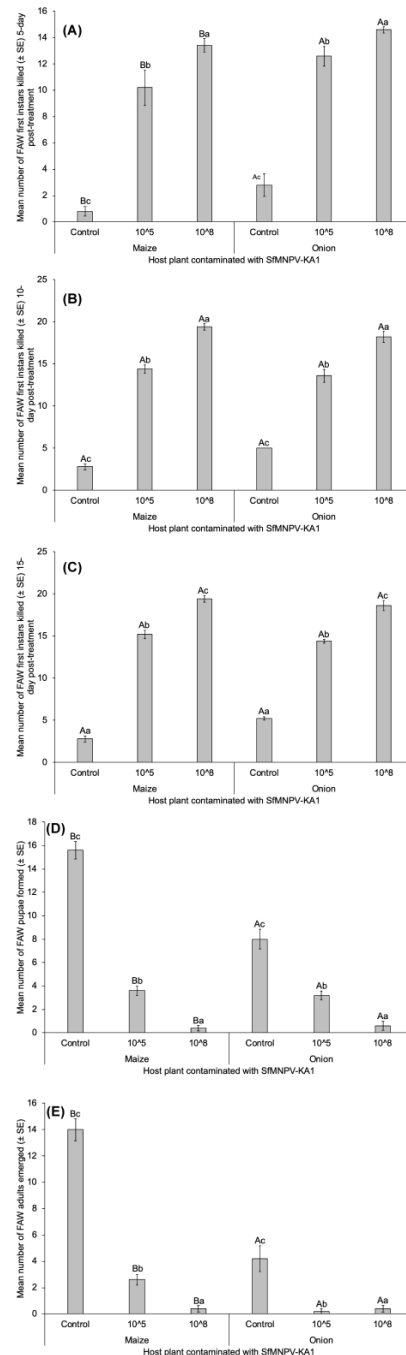 Mean number of FAW first instars killed (± SE) 5-day
post-treatment
(A)
16
14
12
10
8
6
4
2
0
Bc
Bb
Aa
Ac
Ab
Aa
Control
10^5
10^8
Control
10^5
10^8
Maize
Onion
Host plant contaminated with SfMNPV-KA1
Mean number of FAW first instars killed (± SE) 10-
day post-treatment
(B)
25
20
15
10
5
0
Ac
Ab
Aa
Ac
Ab
Aa
Control
10^5
10^8
Control
10^5
10^8
Maize
Onion
Host plant contaminated with SfMNPV-KA1
Mean number of FAW first instars killed (± SE) 15-
day post-treatment
(C)
25
20
15
10
5
0
Aa
Ab
Ac
Aa
Ab
Ac
Control
10^5
10^8
Control
10^5
10^8
Maize
Onion
Host plant contaminated with SfMNPV-KA1
Mean number of FAW pupae formed (± SE)
(D)
18
16
14
12
10
8
6
4
2
0
Bc
Bb
Ba
Ac
Ab
Aa
Control
10^5
10^8
Control
10^5
10^8
Maize
Onion
Host plant contaminated with SfMNPV-KA1
Mean number of FAW adults emerged (± SE)
(E)
16
14
12
10
8
6
4
2
0
Bc
Bb
Ba
Ac
Ab
Aa
Control
10^5
10^8
Control
10^5
10^8
Maize
Onion
Host plant contaminated with SfMNPV-KA1